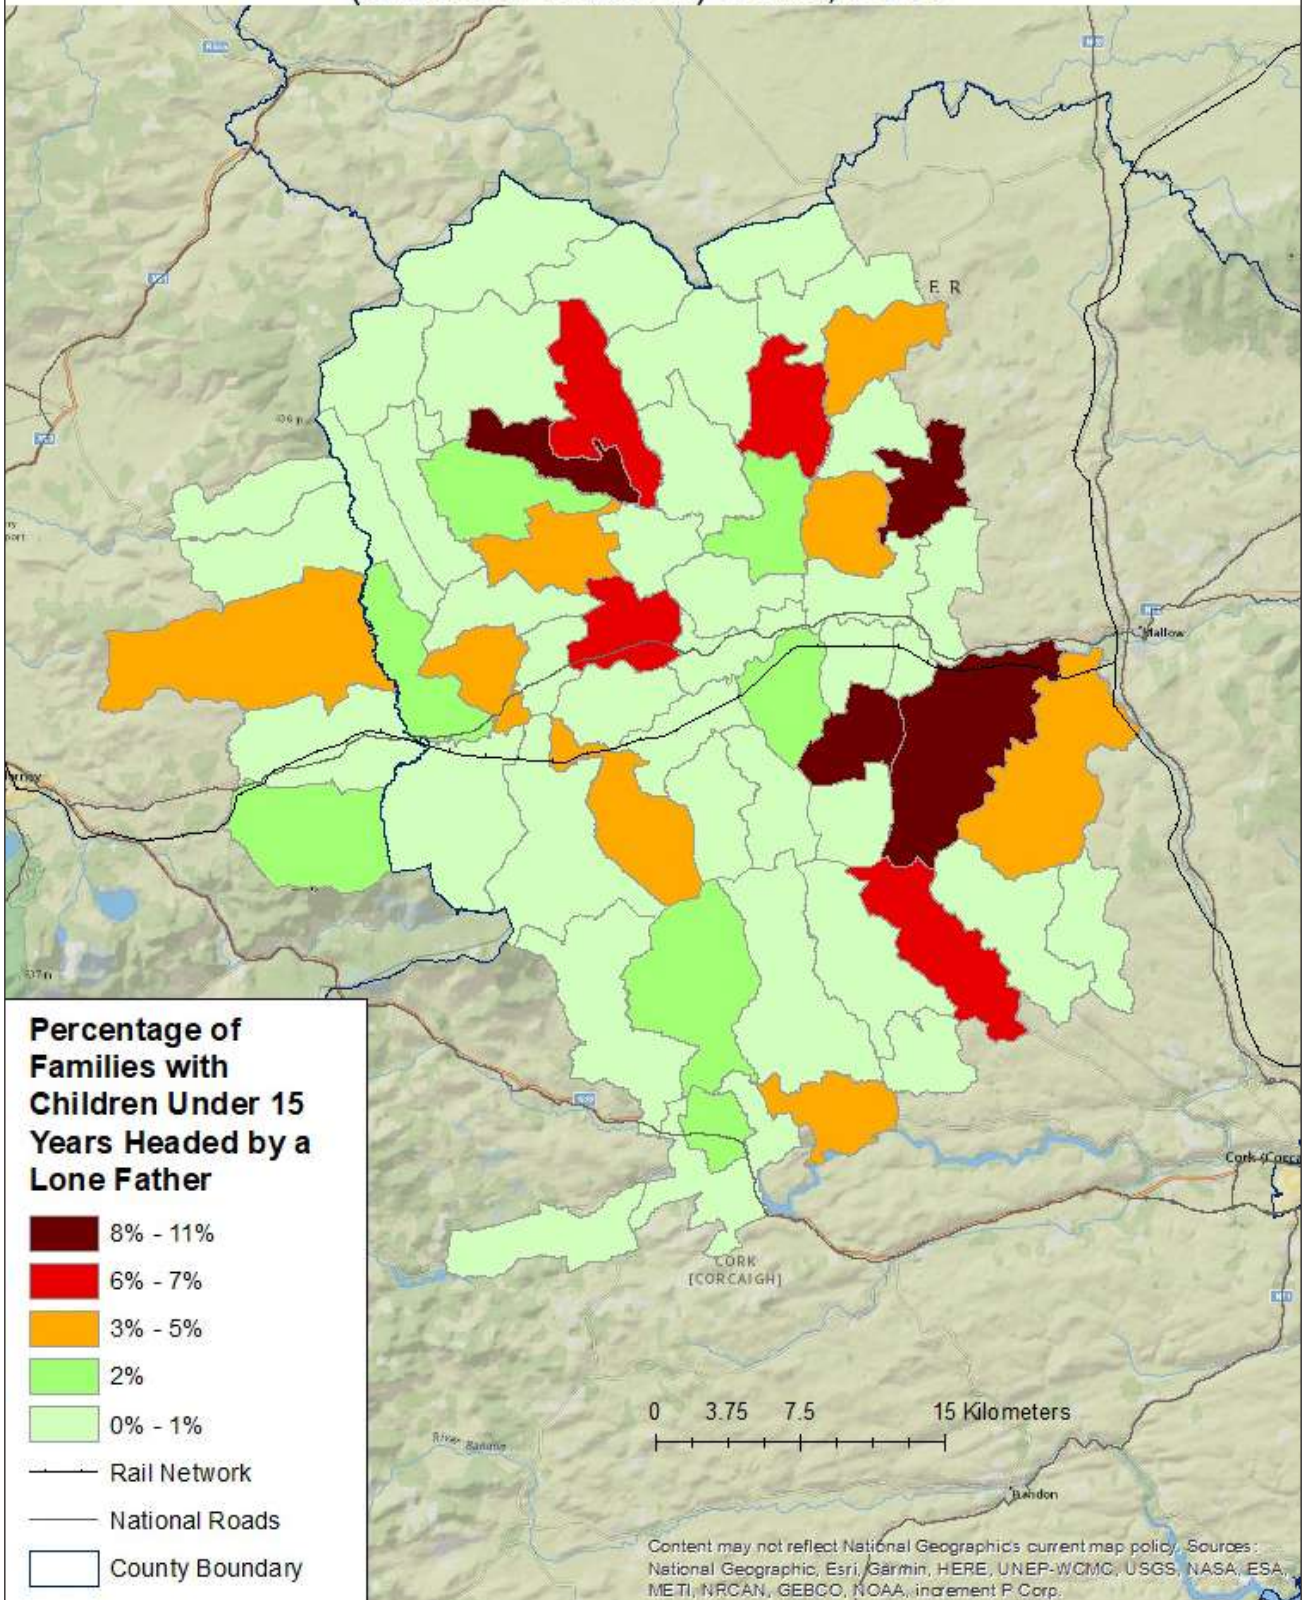 E R
Mallow
Cork (Corca
CORK
[CORCAIGH]
Percentage of
Families with
Children Under 15
Years Headed by a
Lone Father
8% - 11%
6% - 7%
3% - 5%
2%
0% - 1%
Rail Network
National Roads
County Boundary
0 3.75 7.5 15 Kilometers
River Bandon
Bandon
Content may not reflect National Geographic's current map policy. Sources:
National Geographic, Esri, Garmin, HERE, UNEP-WCMC, USGS, NASA, ESA,
METI, NRCAN, GEBCO, NOAA, increment P Corp.